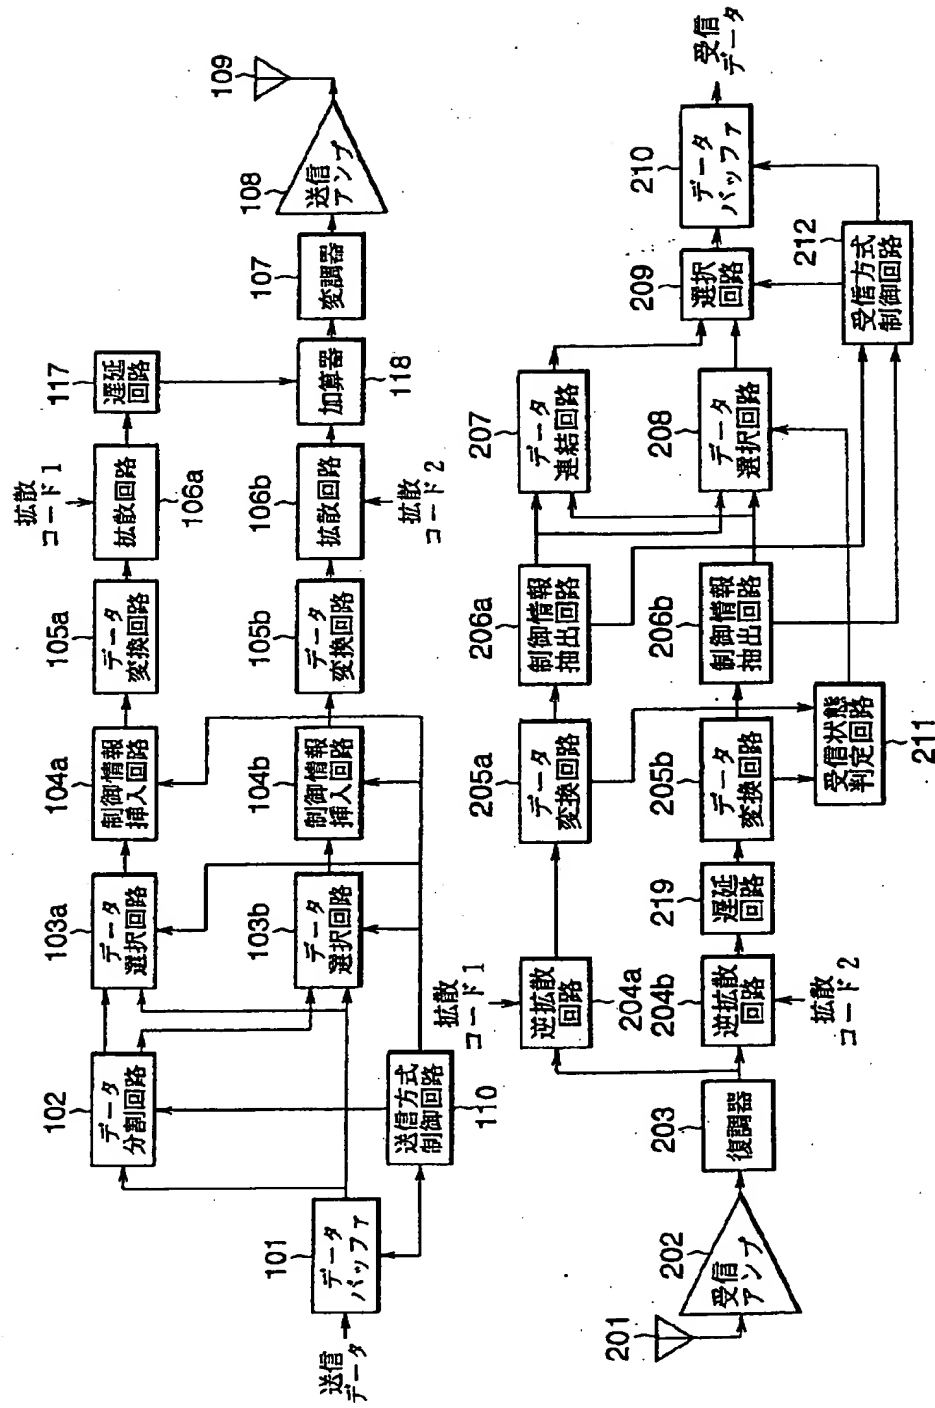 送信
データ
101
データ
バッファ
102
データ
分割回路
110
送信方式
制御回路
103a
データ
選択回路
103b
データ
選択回路
104a
制御情報
挿入回路
104b
制御情報
挿入回路
105a
データ
変換回路
105b
データ
変換回路
拡散
コード1
拡散回路
106a
106b
拡散回路
拡散
コード2
117
遅延
回路
加算器
118
107
変調器
108
送信
アンプ
109
201
202
受信
アンプ
203
復調器
拡散
コード1
逆拡散
回路
204a
204b
逆拡散
回路
拡散
コード2
219
遅延
回路
205a
データ
変換回路
205b
データ
変換回路
受信状態
判定回路
211
206a
制御情報
抽出回路
206b
制御情報
抽出回路
207
データ
連結回路
208
データ
選択回路
209
選択
回路
210
データ
バッファ
212
受信方式
制御回路
受信
データ